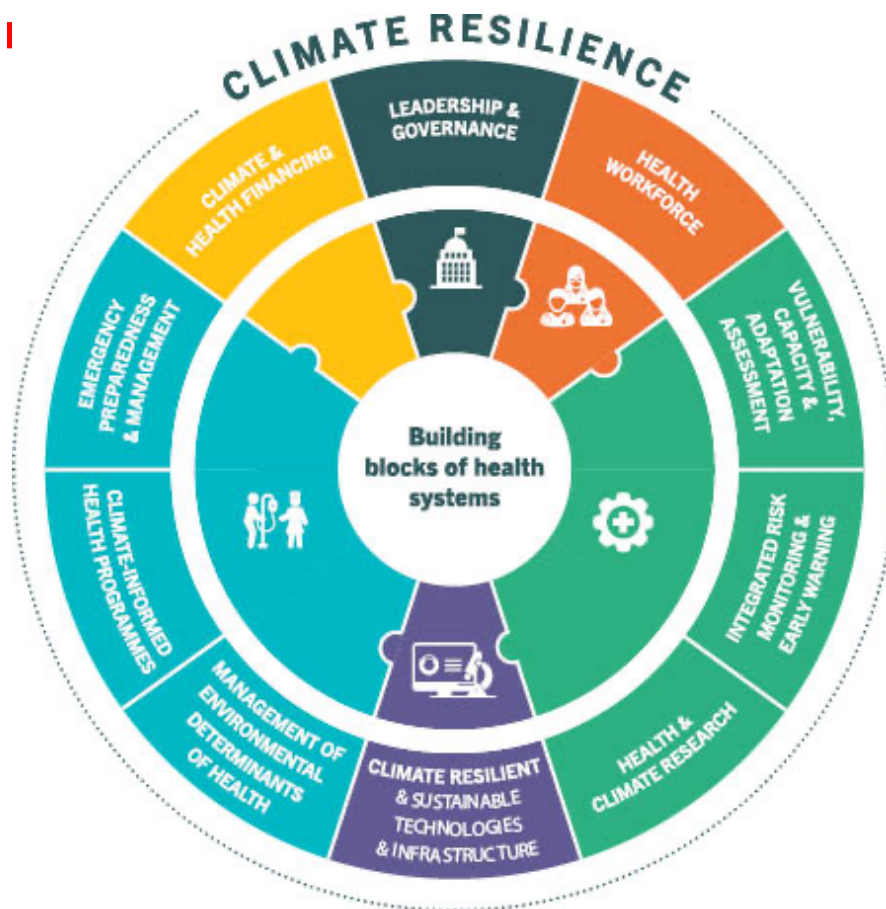 CLIMATE RESILIENCE
LEADERSHIP &
GOVERNANCE
HEALTH
WORKFORCE
VULNERABILITY,
CAPACITY &
ADAPTATION
ASSESSMENT
INTEGRATED RISK
MONITORING &
EARLY WARNING
HEALTH &
CLIMATE RESEARCH
CLIMATE RESILIENT
& SUSTAINABLE
TECHNOLOGIES
& INFRASTRUCTURE
MANAGEMENT OF
ENVIRONMENTAL
DETERMINANTS
OF HEALTH
CLIMATE-INFORMED
HEALTH PROGRAMMES
EMERGENCY
PREPAREDNESS
& MANAGEMENT
CLIMATE &
HEALTH FINANCING
Building
blocks of health
systems